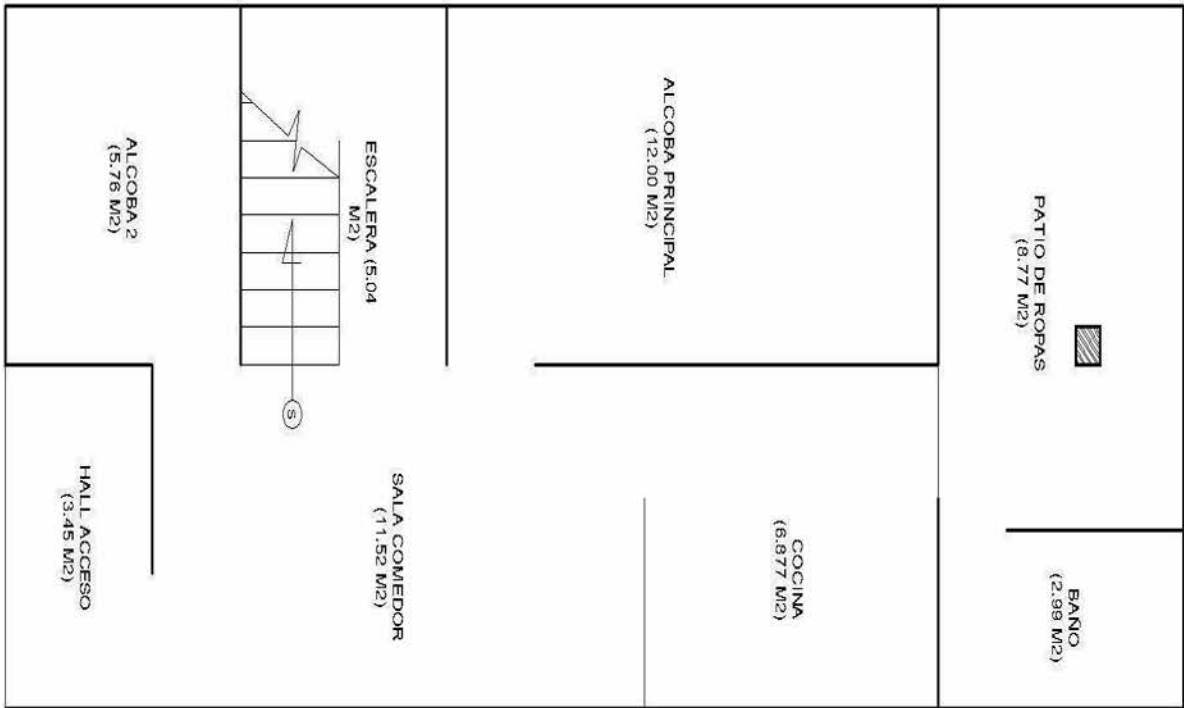 PATIO DE ROPAS
(8.77 M2)
BAÑO
(2.99 M2)
ALCOBA PRINCIPAL
(12.00 M2)
COCINA
(6.877 M2)
ESCALERA (5.04
M2)
S
SALA COMEDOR
(11.52 M2)
ALCOBA 2
(5.76 M2)
HALL ACCESO
(3.45 M2)